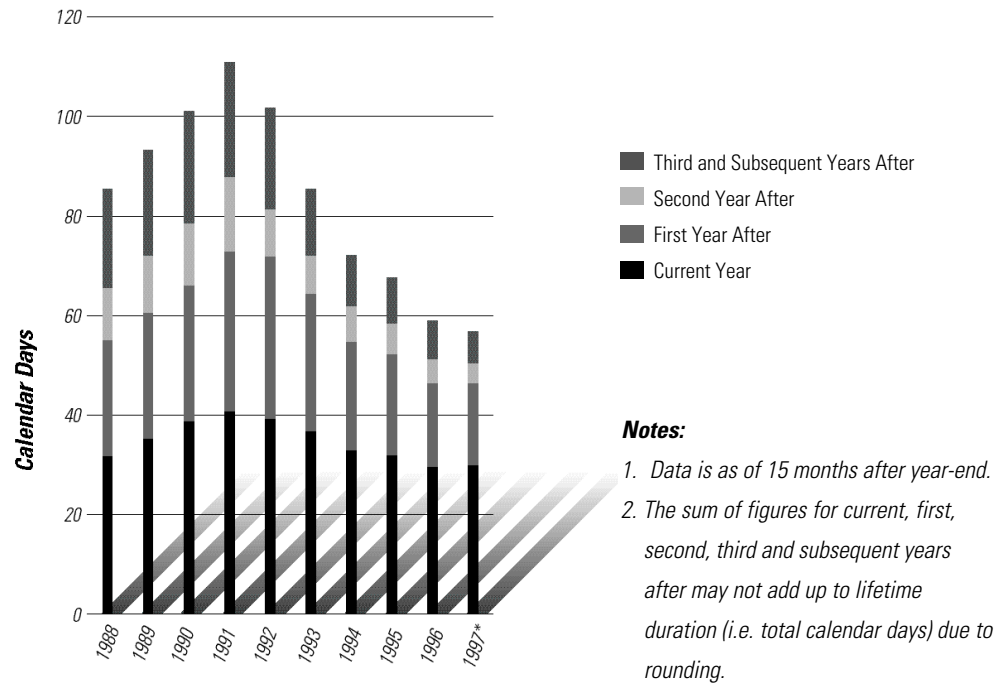 120
100
80
60
40
20
0
Calendar Days
1988
1989
1990
1991
1992
1993
1994
1995
1996
1997*
Third and Subsequent Years After
Second Year After
First Year After
Current Year
Notes:
1. Data is as of 15 months after year-end.
2. The sum of figures for current, first,
second, third and subsequent years
after may not add up to lifetime
duration (i.e. total calendar days) due to
rounding.